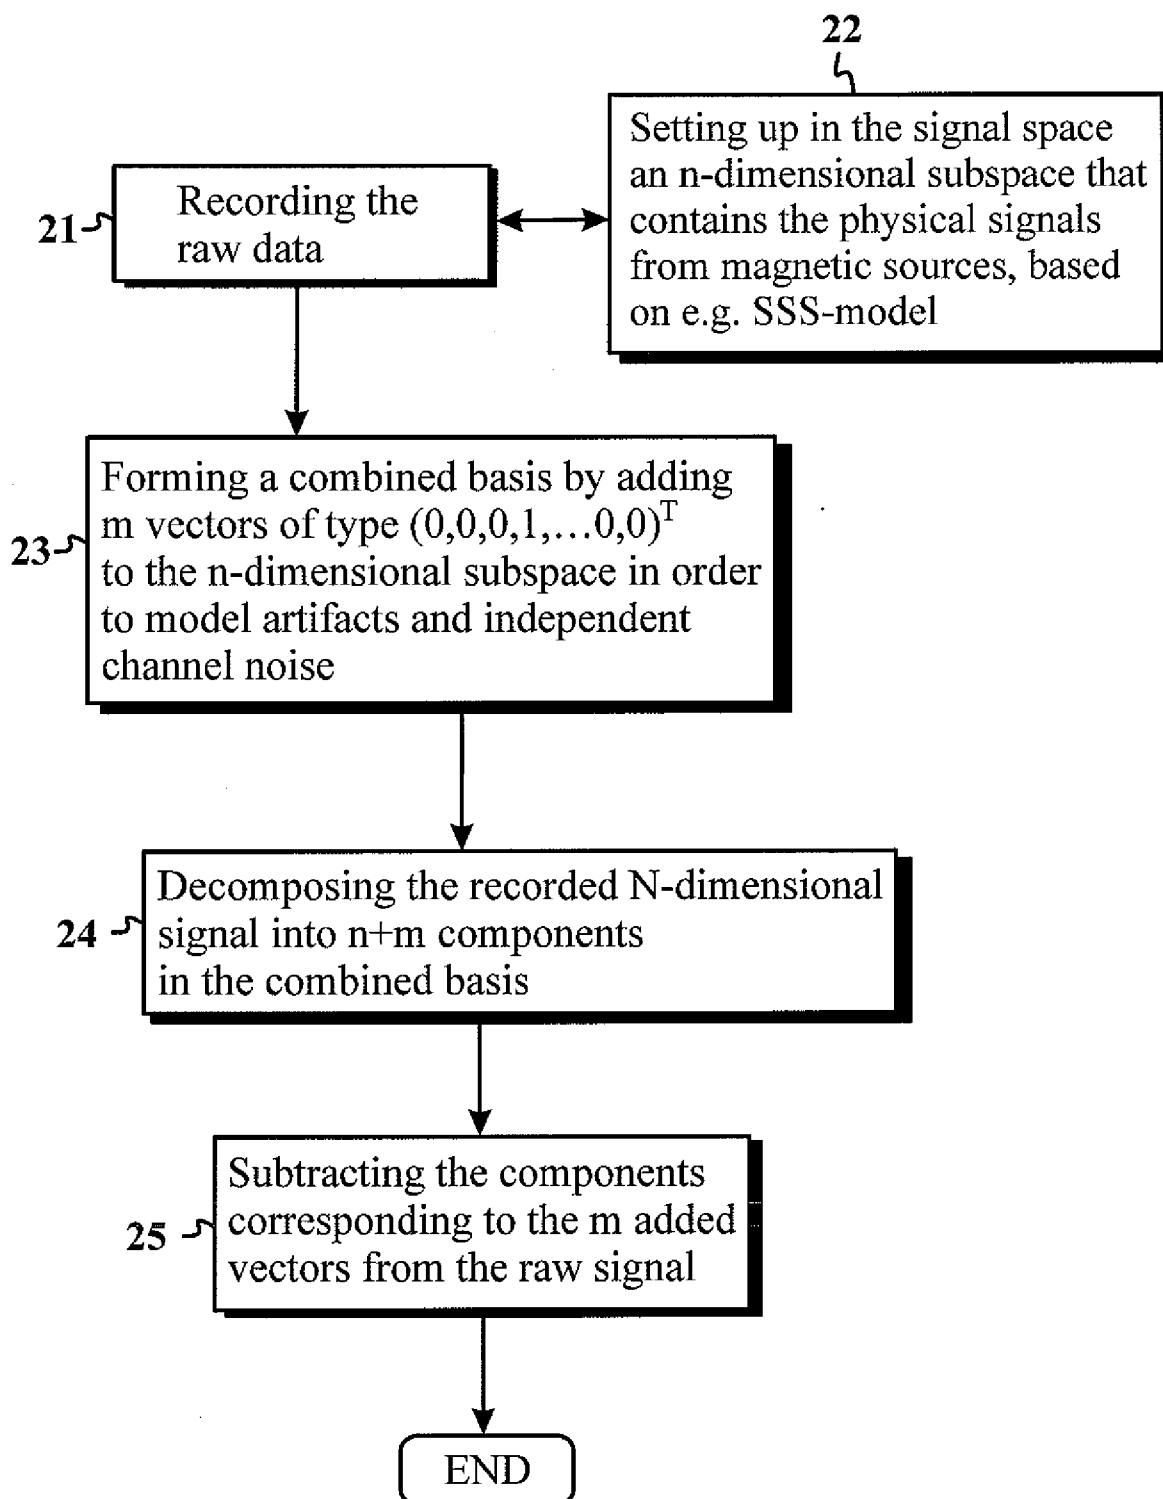 22
Setting up in the signal space
an n-dimensional subspace that
contains the physical signals
from magnetic sources, based
on e.g. SSS-model
21
Recording the
raw data
23
Forming a combined basis by adding
m vectors of type (0,0,0,1,...0,0)ᵀ
to the n-dimensional subspace in order
to model artifacts and independent
channel noise
24
Decomposing the recorded N-dimensional
signal into n+m components
in the combined basis
25
Subtracting the components
corresponding to the m added
vectors from the raw signal
END